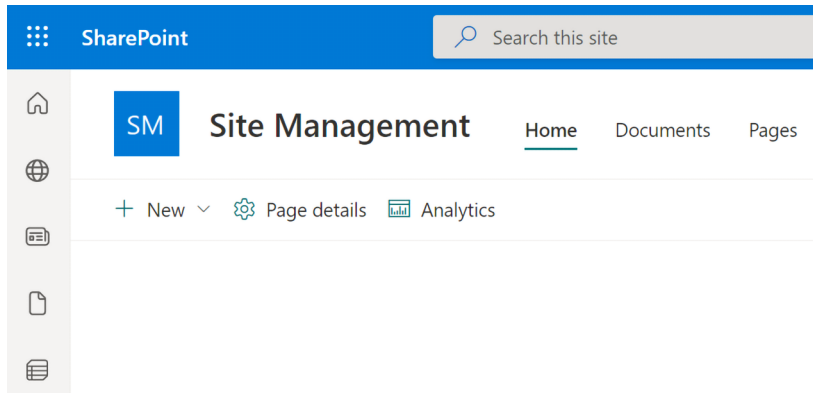 SharePoint
Search this site
SM
Site Management
Home Documents Pages
New Page details Analytics